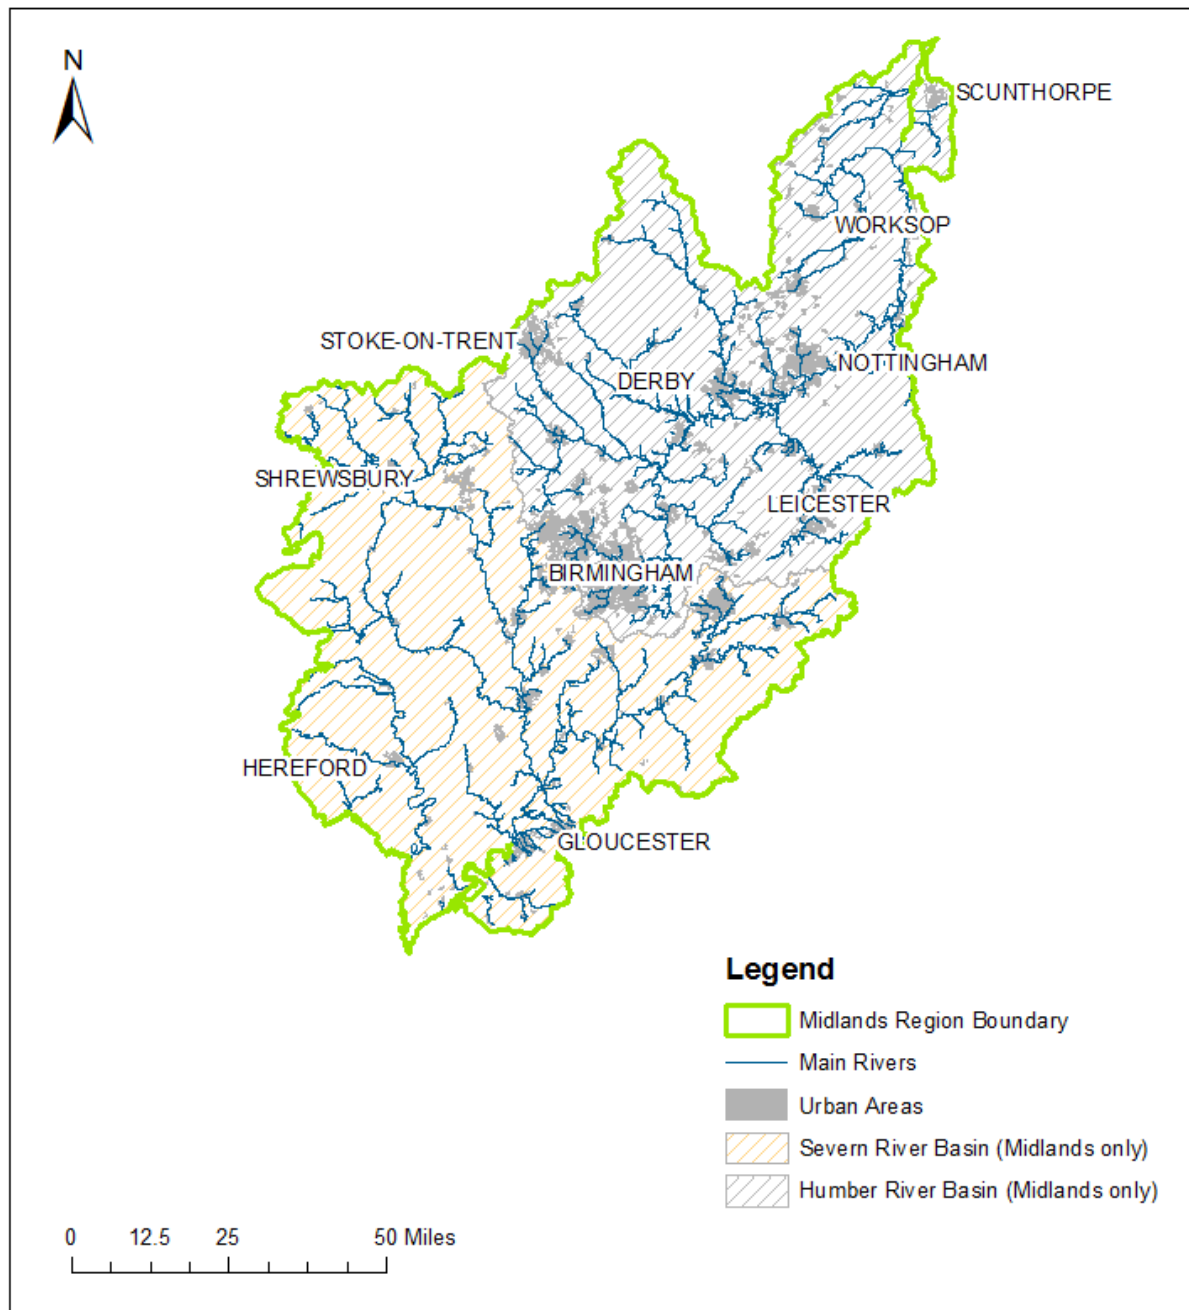 N
SCUNTHORPE
WORKSOP
STOKE-ON-TRENT
NOTTINGHAM
DERBY
SHREWSBURY
LEICESTER
BIRMINGHAM
HEREFORD
GLOUCESTER
Legend
Midlands Region Boundary
Main Rivers
Urban Areas
Severn River Basin (Midlands only)
Humber River Basin (Midlands only)
0 12.5 25 50 Miles